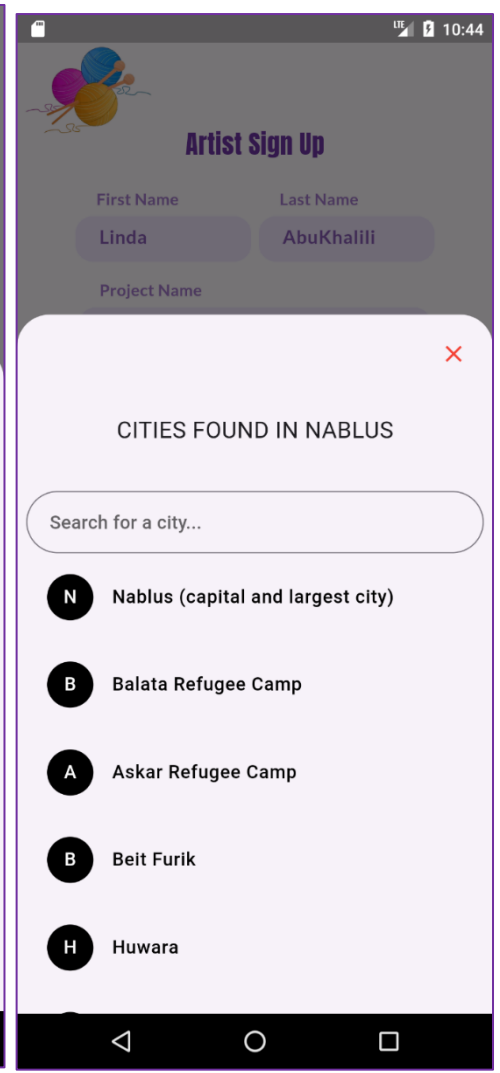 LTE 10:44
Artist Sign Up
First Name Last Name
Linda AbuKhalili
Project Name
CITIES FOUND IN NABLUS
Search for a city...
N Nablus (capital and largest city)
B Balata Refugee Camp
A Askar Refugee Camp
B Beit Furik
H Huwara